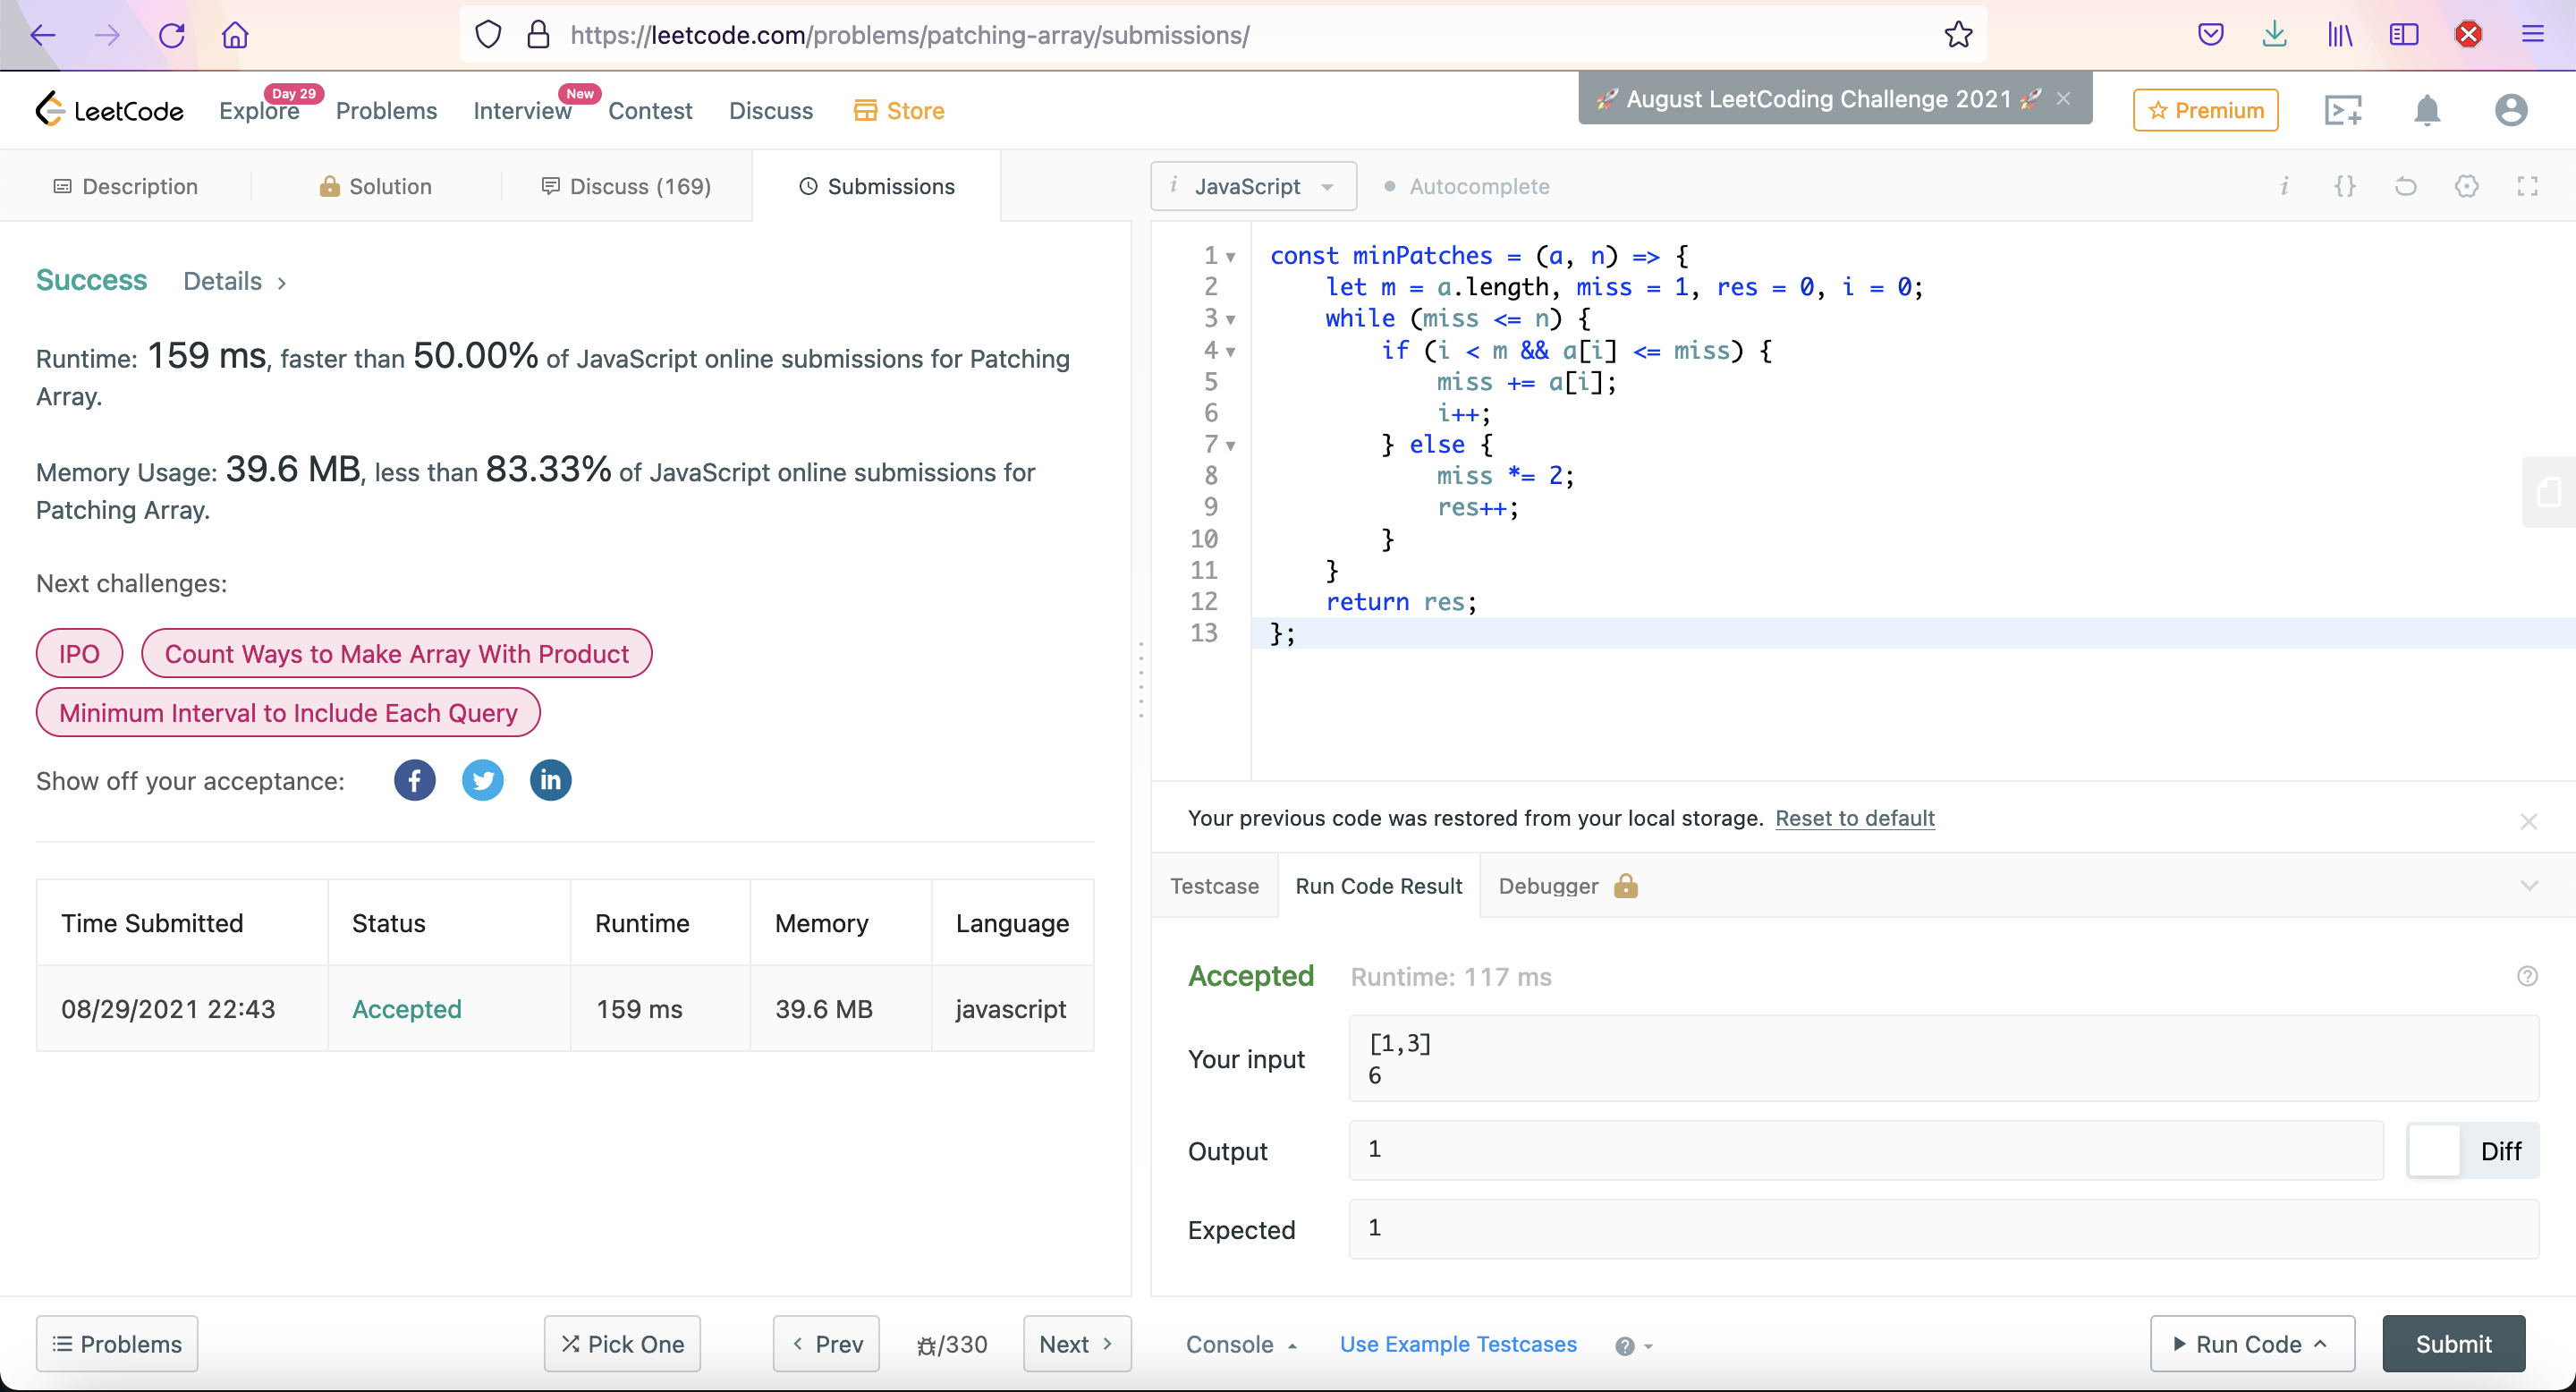 https://leetcode.com/problems/patching-array/submissions/
LeetCode
Explore
Day 29
Problems
Interview
New
Contest
Discuss
Store
🚀 August LeetCoding Challenge 2021 🚀
Premium
Description
Solution
Discuss (169)
Submissions
i JavaScript
Autocomplete
i {}
Success Details >
Runtime: 159 ms, faster than 50.00% of JavaScript online submissions for Patching
Array.
Memory Usage: 39.6 MB, less than 83.33% of JavaScript online submissions for
Patching Array.
Next challenges:
IPO
Count Ways to Make Array With Product
Minimum Interval to Include Each Query
Show off your acceptance:
f
in
Time Submitted Status Runtime Memory Language
08/29/2021 22:43 Accepted 159 ms 39.6 MB javascript
1 const minPatches = (a, n) => {
2 let m = a.length, miss = 1, res = 0, i = 0;
3 while (miss <= n) {
4 if (i < m && a[i] <= miss) {
5 miss += a[i];
6 i++;
7 } else {
8 miss *= 2;
9 res++;
10 }
11 }
12 return res;
13 };
Your previous code was restored from your local storage. Reset to default
Testcase
Run Code Result
Debugger
Accepted Runtime: 117 ms
Your input
[1,3]
6
Output
1
Diff
Expected
1
Problems
Pick One
Prev
/330
Next
Console
Use Example Testcases
Run Code
Submit